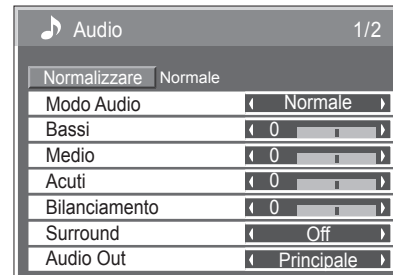 Audio 1/2
Normalizzare Normale
Modo Audio Normale
Bassi 0
Medio 0
Acuti 0
Bilanciamento 0
Surround Off
Audio Out Principale